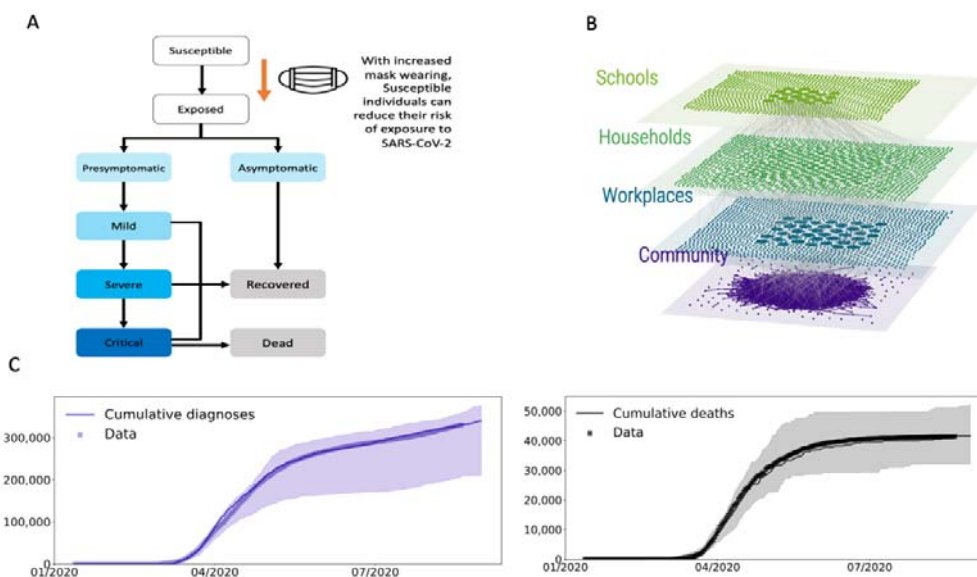 A
Susceptible
With increased
mask wearing,
Susceptible
individuals can
reduce their risk
of exposure to
SARS-CoV-2
Exposed
Presymptomatic
Asymptomatic
Mild
Severe
Recovered
Critical
Dead
B
Schools
Households
Workplaces
Community
C
Cumulative diagnoses
Data
300,000
200,000
100,000
0
01/2020
04/2020
07/2020
Cumulative deaths
Data
50,000
40,000
30,000
20,000
10,000
0
01/2020
04/2020
07/2020